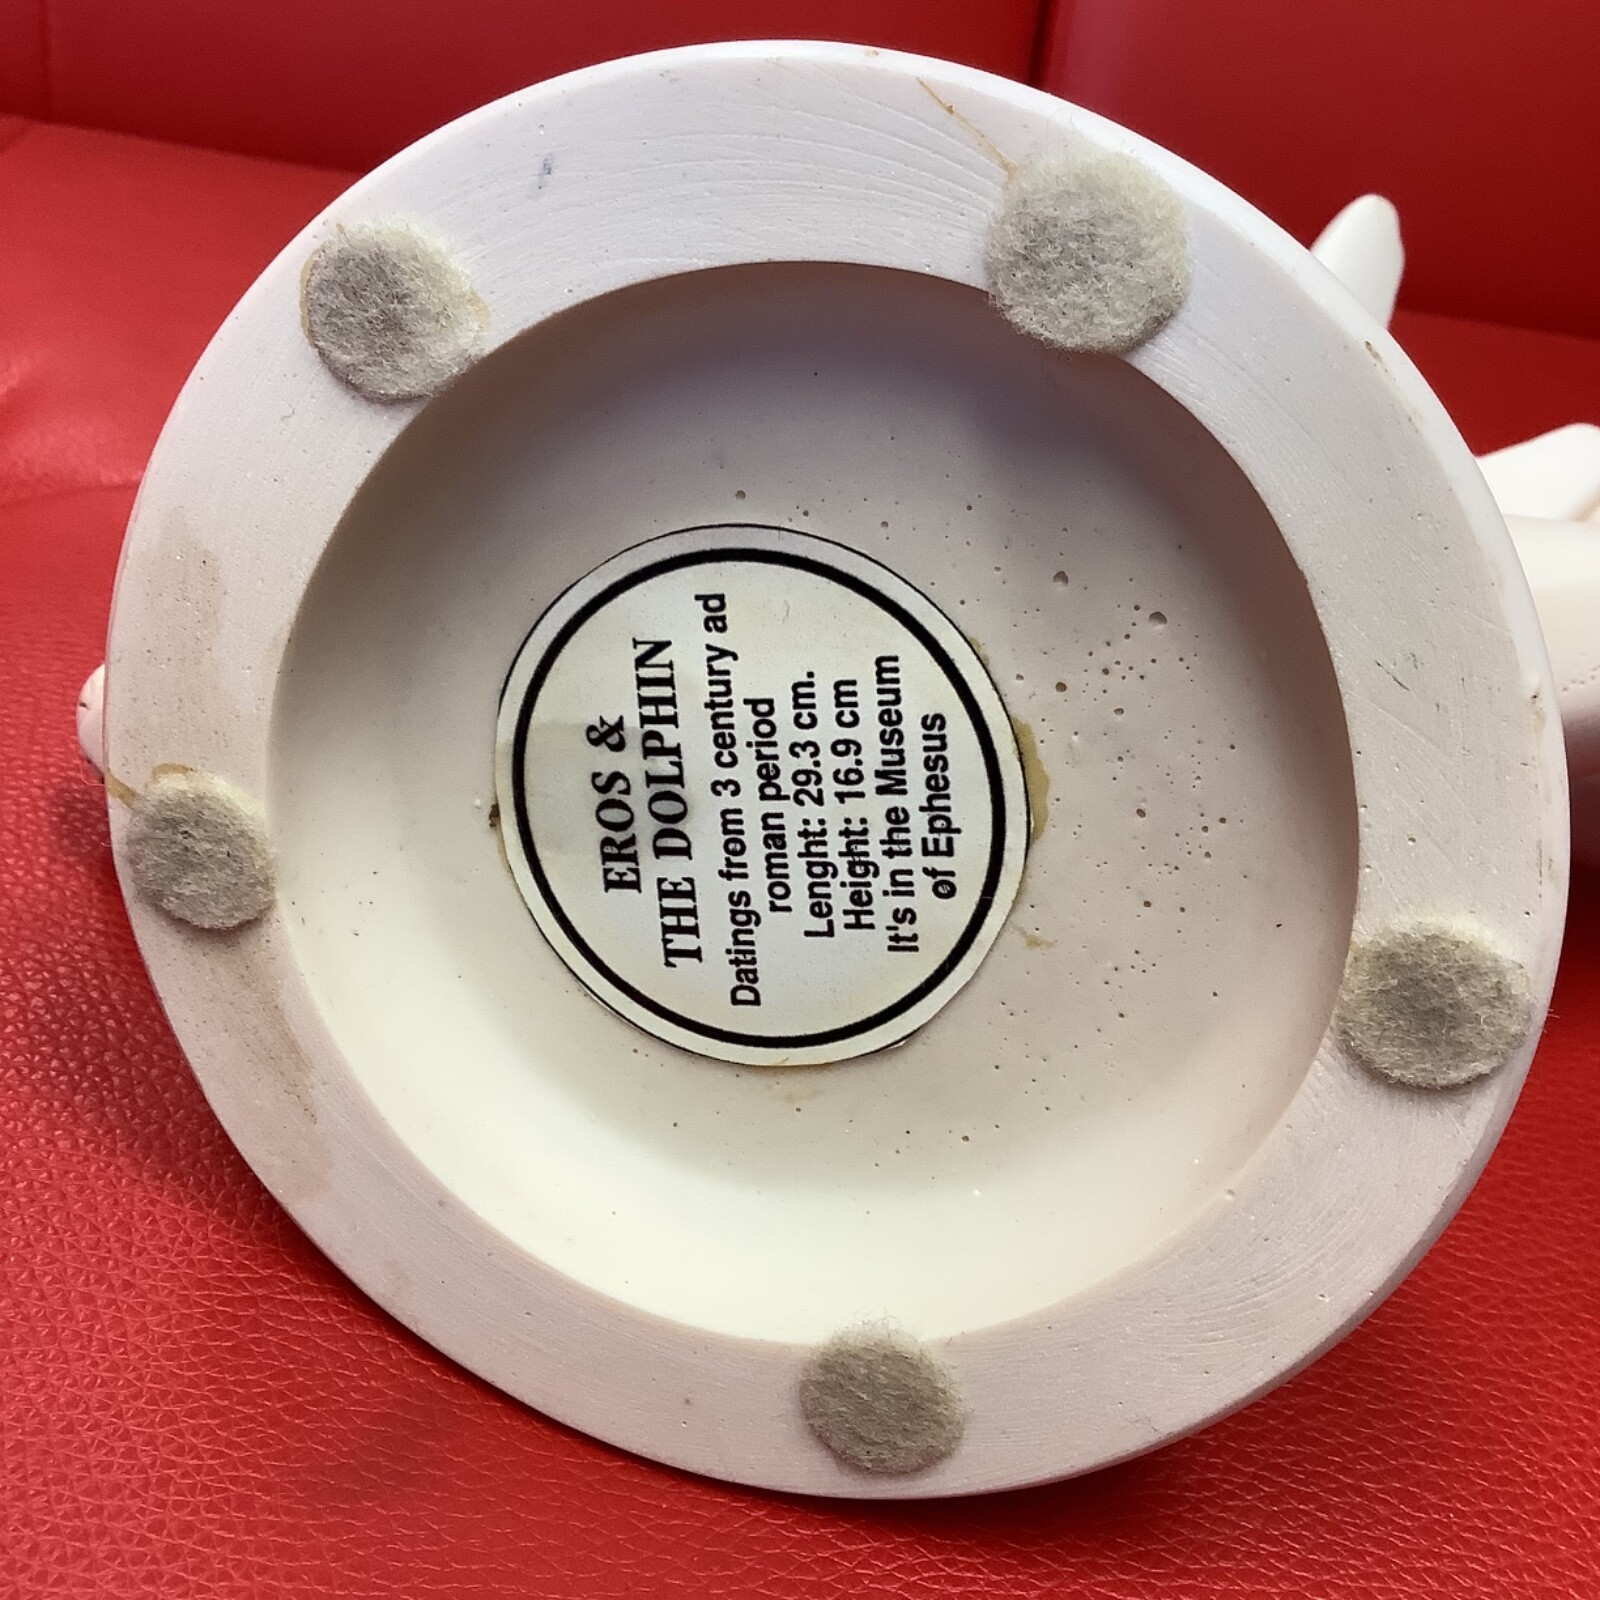 EROS &
THE DOLPHIN
Datings from 3 century ad
roman period
Lenght: 29.3 cm.
Height: 16.9 cm
It's in the Museum
of Ephesus